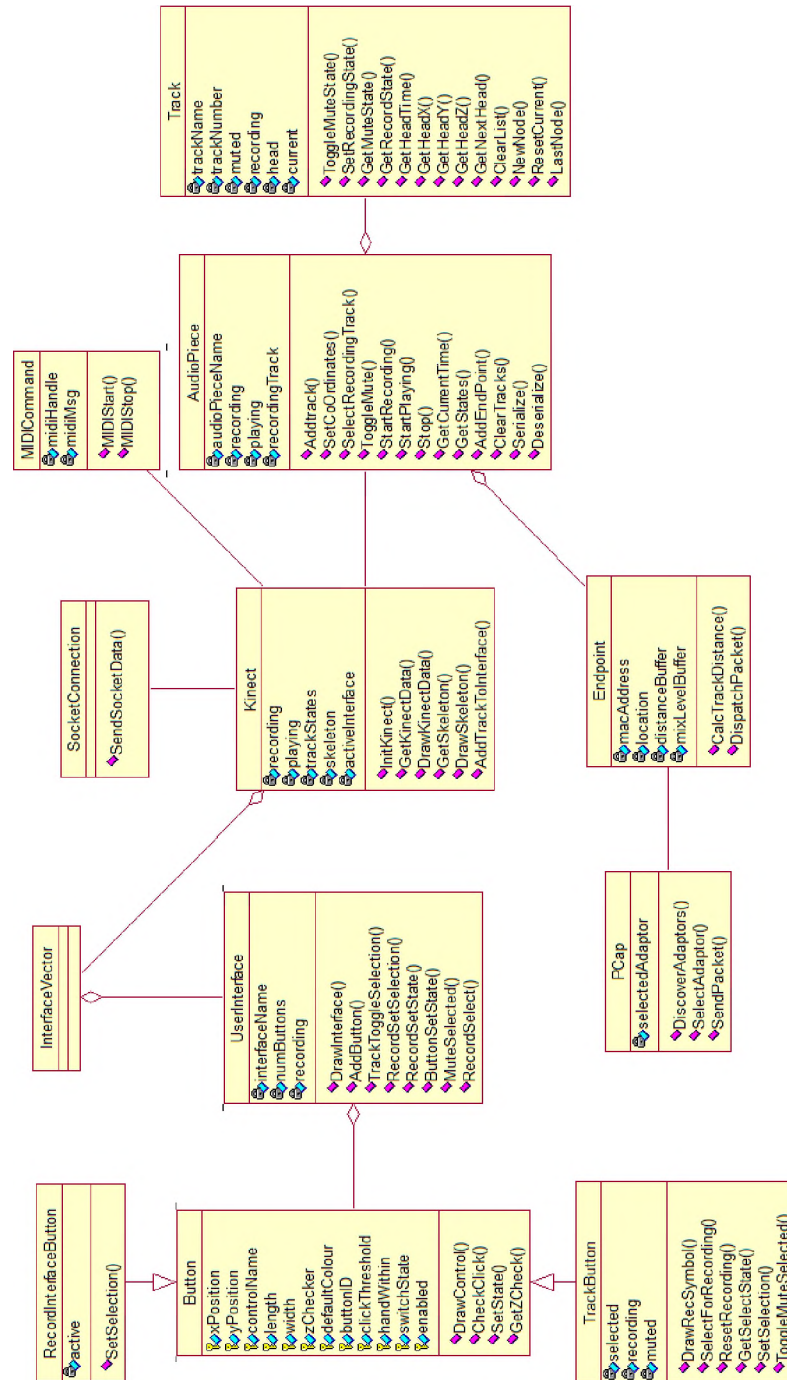 RecordInterfaceButton
active
SetSelection()
Button
xPosition
yPosition
controlName
length
width
zChecker
defaultColour
buttonID
clickThreshold
handWithin
switchState
enabled
DrawControl()
CheckClick()
SetState()
GetZCheck()
TrackButton
selected
recording
muted
DrawRecSymbol()
SelectForRecording()
ResetRecording()
GetSelectState()
SetSelection()
ToggleMuteSelected()
InterfaceVector
UserInterface
interfaceName
numButtons
recording
DrawInterface()
AddButton()
TrackToggleSelection()
RecordSetSelection()
RecordSetState()
ButtonSetState()
MuteSelected()
RecordSelect()
PCap
selectedAdaptor
DiscoverAdaptors()
SelectAdaptor()
SendPacket()
SocketConnection
SendSocketData()
Kinect
recording
playing
trackStates
skeleton
activeInterface
InitKinect()
GetKinectData()
DrawKinectData()
GetSkeleton()
DrawSkeleton()
AddTrackToInterface()
Endpoint
macAddress
location
distanceBuffer
mixLevelBuffer
CalcTrackDistance()
DispatchPacket()
MIDICommand
midiHandle
midiMsg
MIDIStart()
MIDIStop()
AudioPiece
audioPieceName
recording
playing
recordingTrack
Addtrack()
SetCoOrdinates()
SelectRecordingTrack()
ToggleMute()
StartRecording()
StartPlaying()
Stop()
GetCurrentTime()
GetStates()
AddEndPoint()
ClearTracks()
Serialize()
Deserialize()
Track
trackName
trackNumber
muted
recording
head
current
ToggleMuteState()
SetRecordingState()
GetMuteState()
GetRecordState()
GetHeadTime()
GetHeadX()
GetHeadY()
GetHeadZ()
GetNextHead()
ClearList()
NewNode()
ResetCurrent()
LastNode()